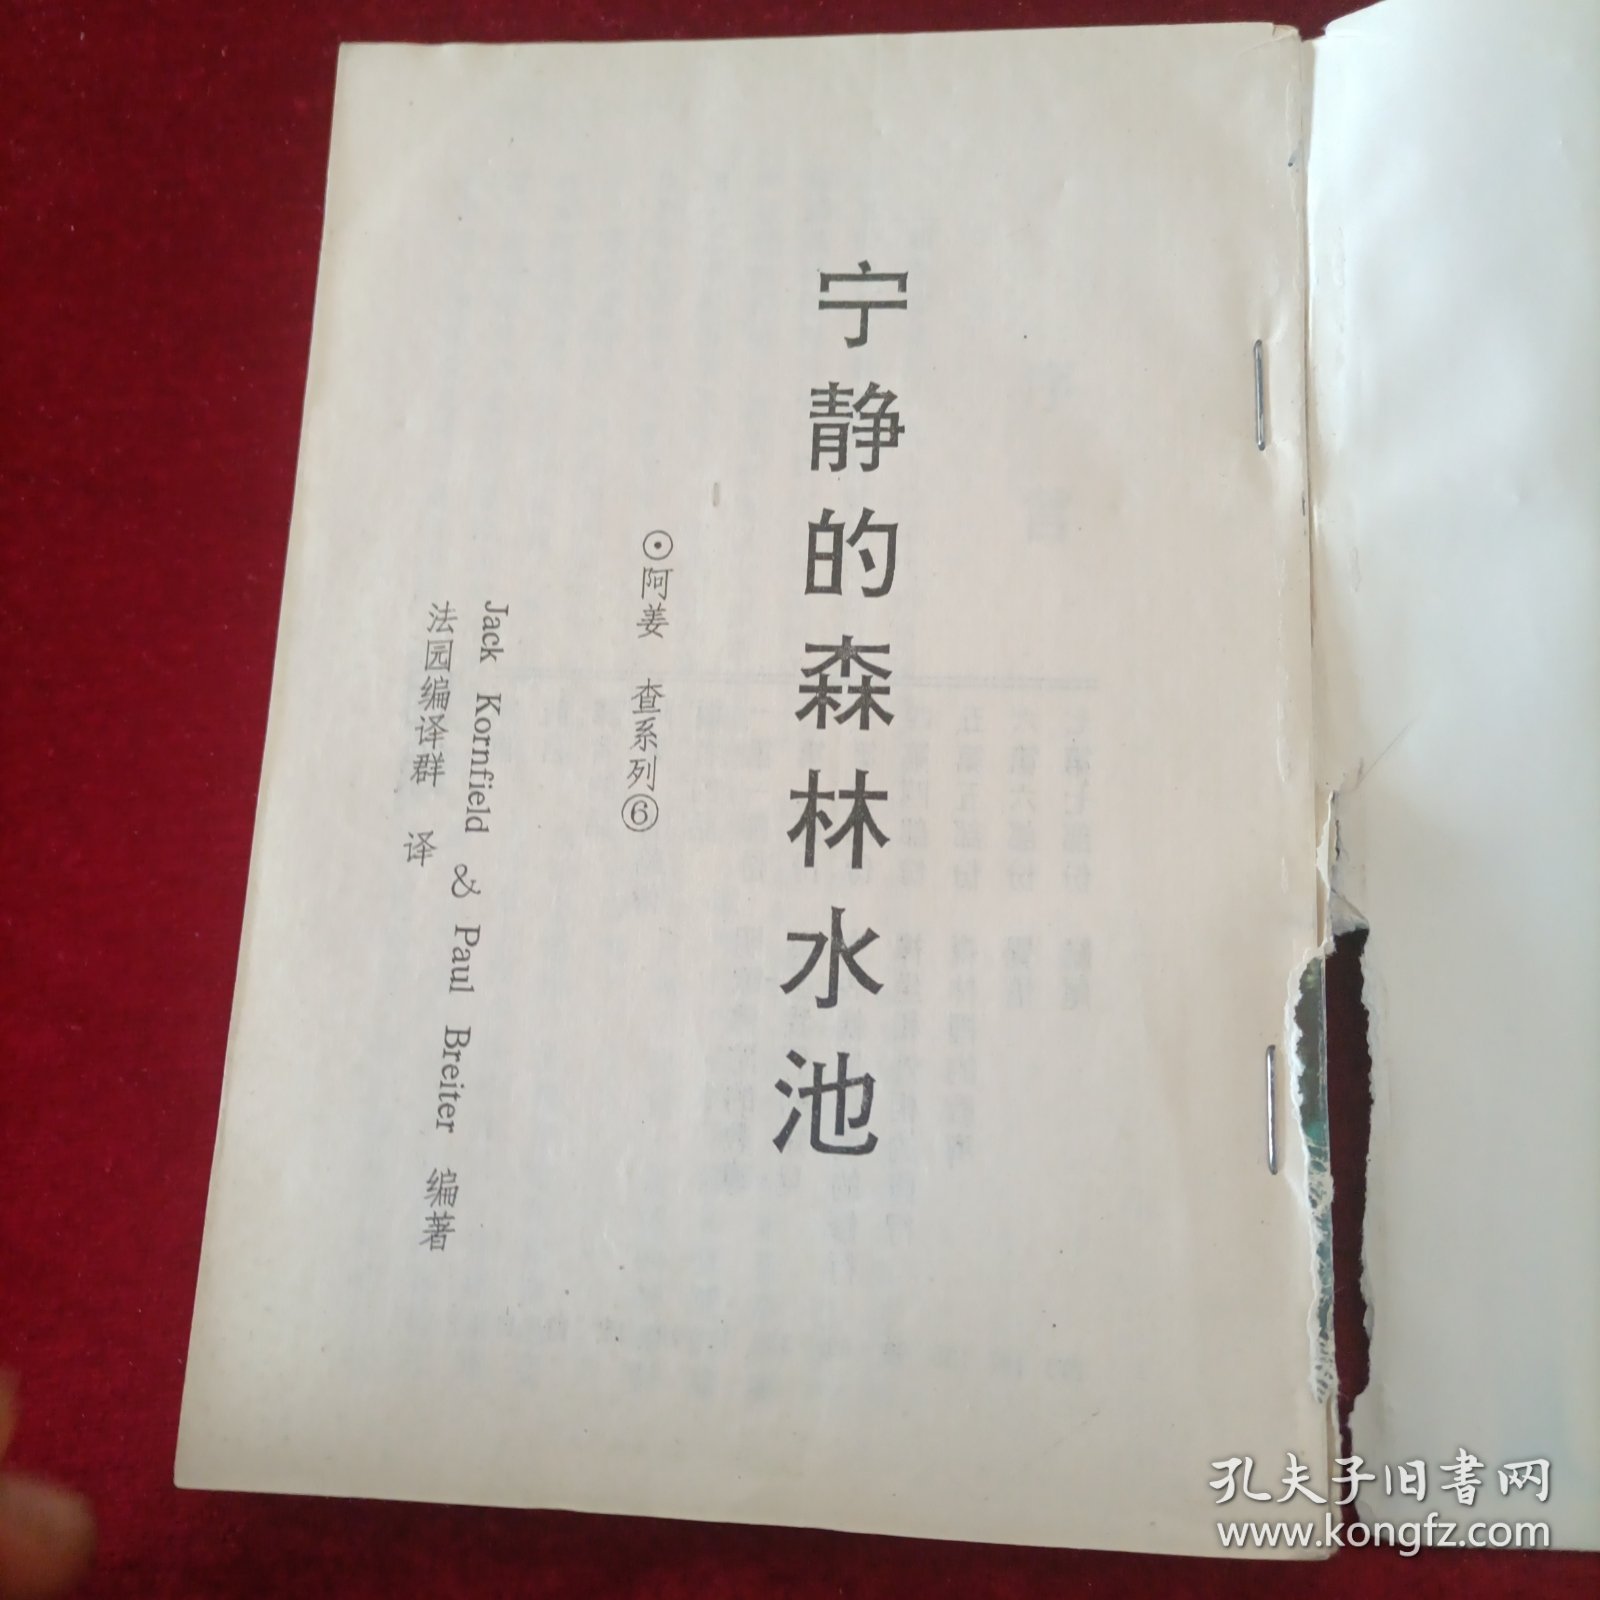 宁静的森林水池
⊙阿姜 查系列⑥
Jack Kornfield & Paul Breiter 编著
法园编译群 译
孔夫子旧书网
www.kongfz.com